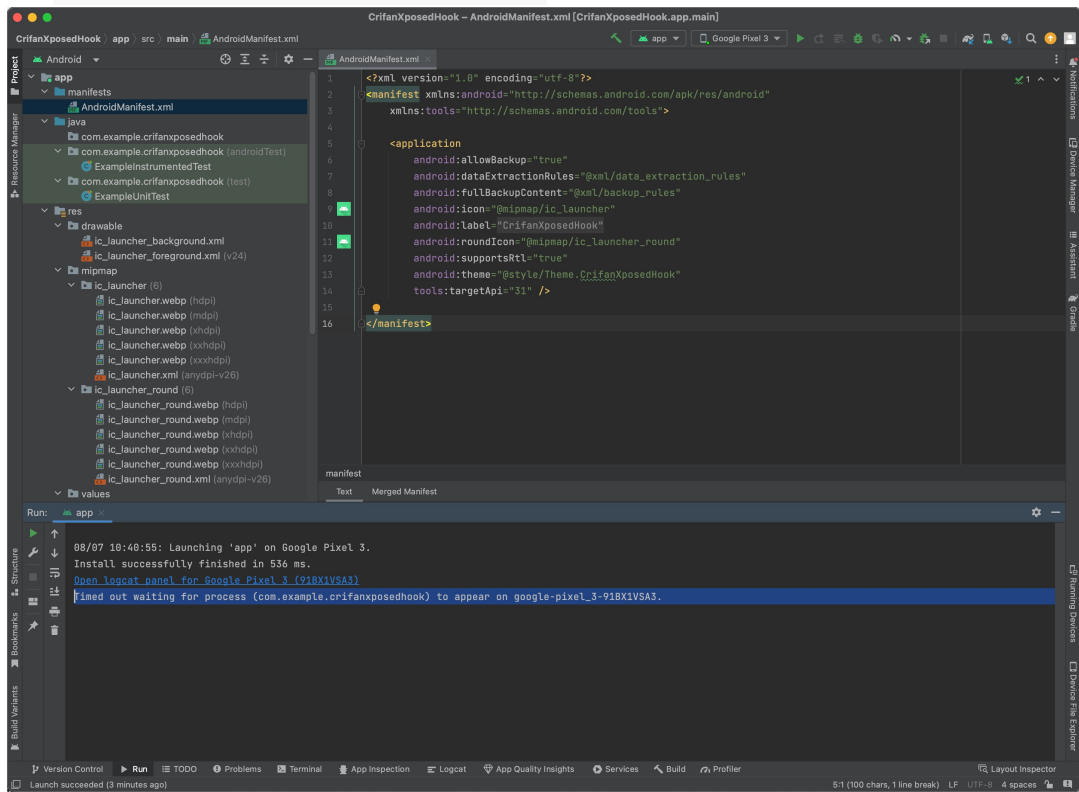 CrifanXposedHook – AndroidManifest.xml [CrifanXposedHook.app.main]
CrifanXposedHook app src main AndroidManifest.xml
app Google Pixel 3
Project
Resource Manager
Android
app
manifests
AndroidManifest.xml
java
com.example.crifanxposedhook
com.example.crifanxposedhook (androidTest)
ExampleInstrumentedTest
com.example.crifanxposedhook (test)
ExampleUnitTest
res
drawable
ic_launcher_background.xml
ic_launcher_foreground.xml (v24)
mipmap
ic_launcher (6)
ic_launcher.webp (hdpi)
ic_launcher.webp (mdpi)
ic_launcher.webp (xhdpi)
ic_launcher.webp (xxhdpi)
ic_launcher.webp (xxxhdpi)
ic_launcher.xml (anydpi-v26)
ic_launcher_round (6)
ic_launcher_round.webp (hdpi)
ic_launcher_round.webp (mdpi)
ic_launcher_round.webp (xhdpi)
ic_launcher_round.webp (xxhdpi)
ic_launcher_round.webp (xxxhdpi)
ic_launcher_round.xml (anydpi-v26)
values
AndroidManifest.xml
1 <?xml version="1.0" encoding="utf-8"?>
2 <manifest xmlns:android="http://schemas.android.com/apk/res/android"
3 xmlns:tools="http://schemas.android.com/tools">
4
5 <application
6 android:allowBackup="true"
7 android:dataExtractionRules="@xml/data_extraction_rules"
8 android:fullBackupContent="@xml/backup_rules"
9 android:icon="@mipmap/ic_launcher"
10 android:label="CrifanXposedHook"
11 android:roundIcon="@mipmap/ic_launcher_round"
12 android:supportsRtl="true"
13 android:theme="@style/Theme.CrifanXposedHook"
14 tools:targetApi="31" />
15
16 </manifest>
1
manifest
Text Merged Manifest
Notifications
Device Manager
Assistant
Gradle
Run: app
08/07 10:40:55: Launching 'app' on Google Pixel 3.
Install successfully finished in 536 ms.
Open logcat panel for Google Pixel 3 (91BX1VSA3)
Timed out waiting for process (com.example.crifanxposedhook) to appear on google-pixel_3-91BX1VSA3.
Structure
Bookmarks
Build Variants
Running Devices
Device File Explorer
Version Control Run TODO Problems Terminal App Inspection Logcat App Quality Insights Services Build Profiler Layout Inspector
Launch succeeded (3 minutes ago) 5:1 (100 chars, 1 line break) LF UTF-8 4 spaces